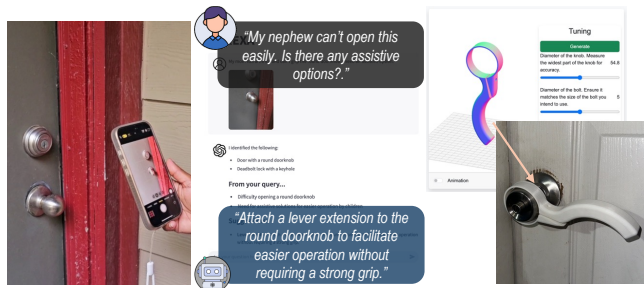 “My nephew can’t open this
easily. Is there any assistive
options?.”
I identified the following:
• Door with a round doorknob
• Deadbolt lock with a keyhole
From your query...
• Difficulty opening a round doorknob
“Attach a lever extension to the
round doorknob to facilitate
easier operation without
requiring a strong grip.”
Tuning
Generate
Diameter of the knob. Measure
the widest part of the knob for 54.8
accuracy.
Diameter of the bolt. Ensure it
matches the size of the bolt you 5
intend to use.
Animation